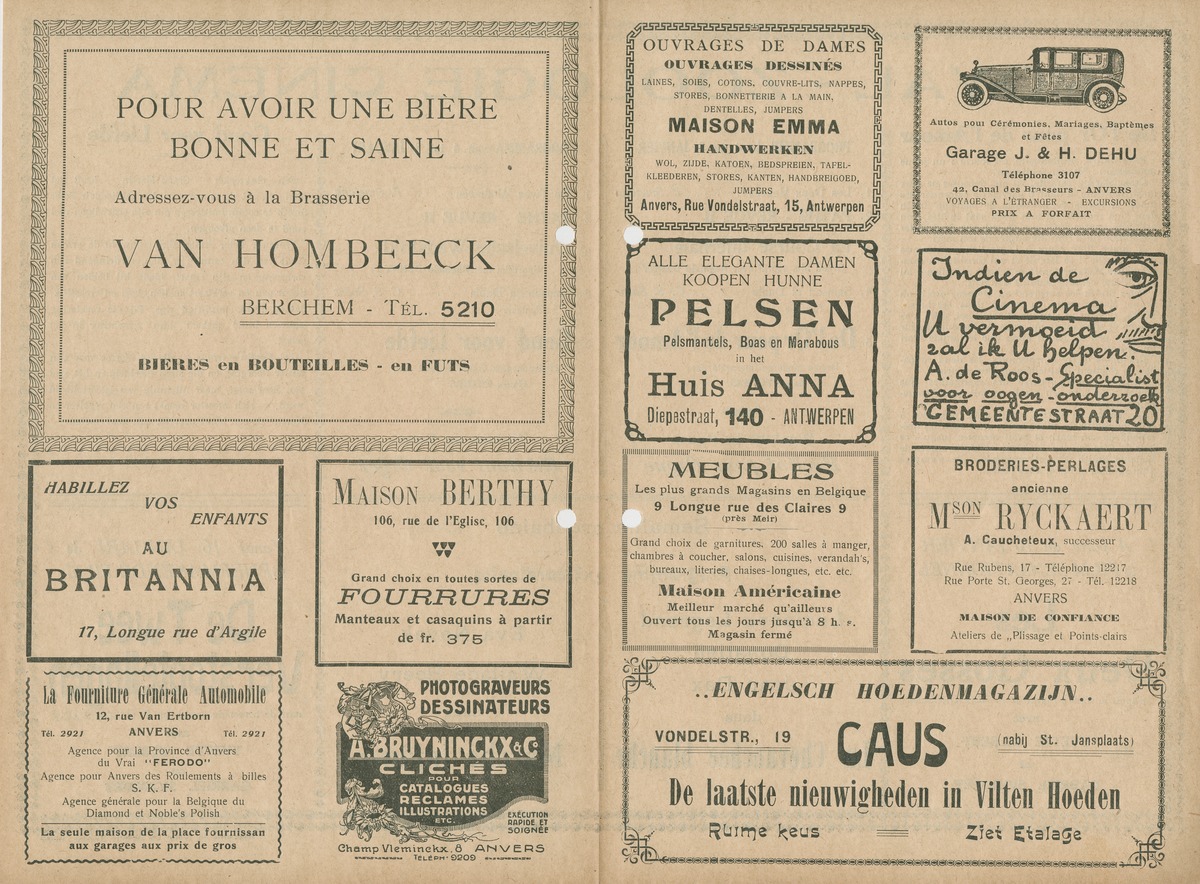 POUR AVOIR UNE BIÈRE
BONNE ET SAINE
Adressez-vous à la Brasserie
VAN HOMBEECK
BERCHEM - TÉL. 5210
BIERES en BOUTEILLES - en FUTS
HABILLEZ
VOS
ENFANTS
AU
BRITANNIA
17, Longue rue d'Argile
MAISON BERTHY
106, rue de l'Eglise, 106
Grand choix en toutes sortes de
FOURRURES
Manteaux et casaquins à partir
de fr. 375
La Fourniture Générale Automobile
12, rue Van Ertborn
Tél. 2921 ANVERS Tél. 2921
Agence pour la Province d'Anvers
du Vrai "FERODO"
Agence pour Anvers des Roulements à billes
S. K. F.
Agence générale pour la Belgique du
Diamond et Noble's Polish
La seule maison de la place fournissan
aux garages aux prix de gros
PHOTOGRAVEURS
DESSINATEURS
A. BRUYNINCKX & Co
CLICHÉS
POUR
CATALOGUES
RECLAMES
ILLUSTRATIONS
ETC.
EXÉCUTION
RAPIDE ET
SOIGNÉE
Champ Vleminckx, 8 ANVERS
TELEPH. 9209
OUVRAGES DE DAMES
OUVRAGES DESSINÉS
LAINES, SOIES, COTONS, COUVRE-LITS, NAPPES,
STORES, BONNETTERIE A LA MAIN,
DENTELLES, JUMPERS
MAISON EMMA
HANDWERKEN
WOL, ZIJDE, KATOEN, BEDSPREIEN, TAFEL-
KLEEDEREN, STORES, KANTEN, HANDBREIGOED,
JUMPERS
Anvers, Rue Vondelstraat, 15, Antwerpen
Autos pour Cérémonies, Mariages, Baptèmes
et Fêtes
Garage J. & H. DEHU
Téléphone 3107
42, Canal des Brasseurs - ANVERS
VOYAGES A L'ÉTRANGER - EXCURSIONS
PRIX A FORFAIT
ALLE ELEGANTE DAMEN
KOOPEN HUNNE
PELSEN
Pelsmantels, Boas en Marabous
in het
Huis ANNA
Diepestraat, 140 - ANTWERPEN
Indien de
Cinema
U vermoeid
zal ik U helpen.
A. de Roos - Specialist
voor oogen-onderzoek
GEMEENTESTRAAT 20
MEUBLES
Les plus grands Magasins en Belgique
9 Longue rue des Claires 9
(près Meir)
Grand choix de garnitures, 200 salles à manger,
chambres à coucher, salons, cuisines, verandah's,
bureaux, literies, chaises-longues, etc. etc.
Maison Américaine
Meilleur marché qu'ailleurs
Ouvert tous les jours jusqu'à 8 h. s.
Magasin fermé
BRODERIES-PERLAGES
ancienne
MSON RYCKAERT
A. Caucheteux, successeur
Rue Rubens, 17 - Téléphone 12217
Rue Porte St. Georges, 27 - Tél. 12218
ANVERS
MAISON DE CONFIANCE
Ateliers de „Plissage et Points-clairs
..ENGELSCH HOEDENMAGAZIJN..
VONDELSTR., 19 CAUS (nabij St. Jansplaats)
De laatste nieuwigheden in Vilten Hoeden
Ruime keus = Ziet Etalage